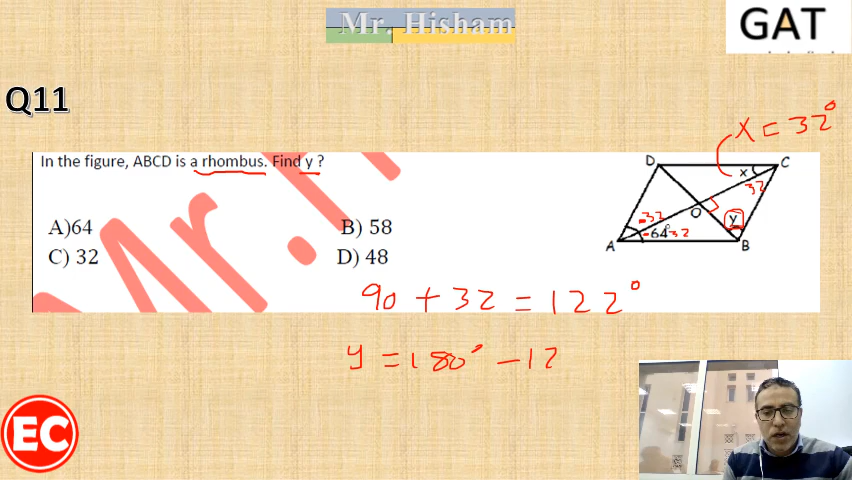 Mr. Hisham
GAT
Q11
x = 32°
In the figure, ABCD is a rhombus. Find y ?
A)64
B) 58
C) 32
D) 48
D
C
x
32
O
-32
y
-64° -32
A
B
90 + 32 = 122°
y = 180° - 12
EC